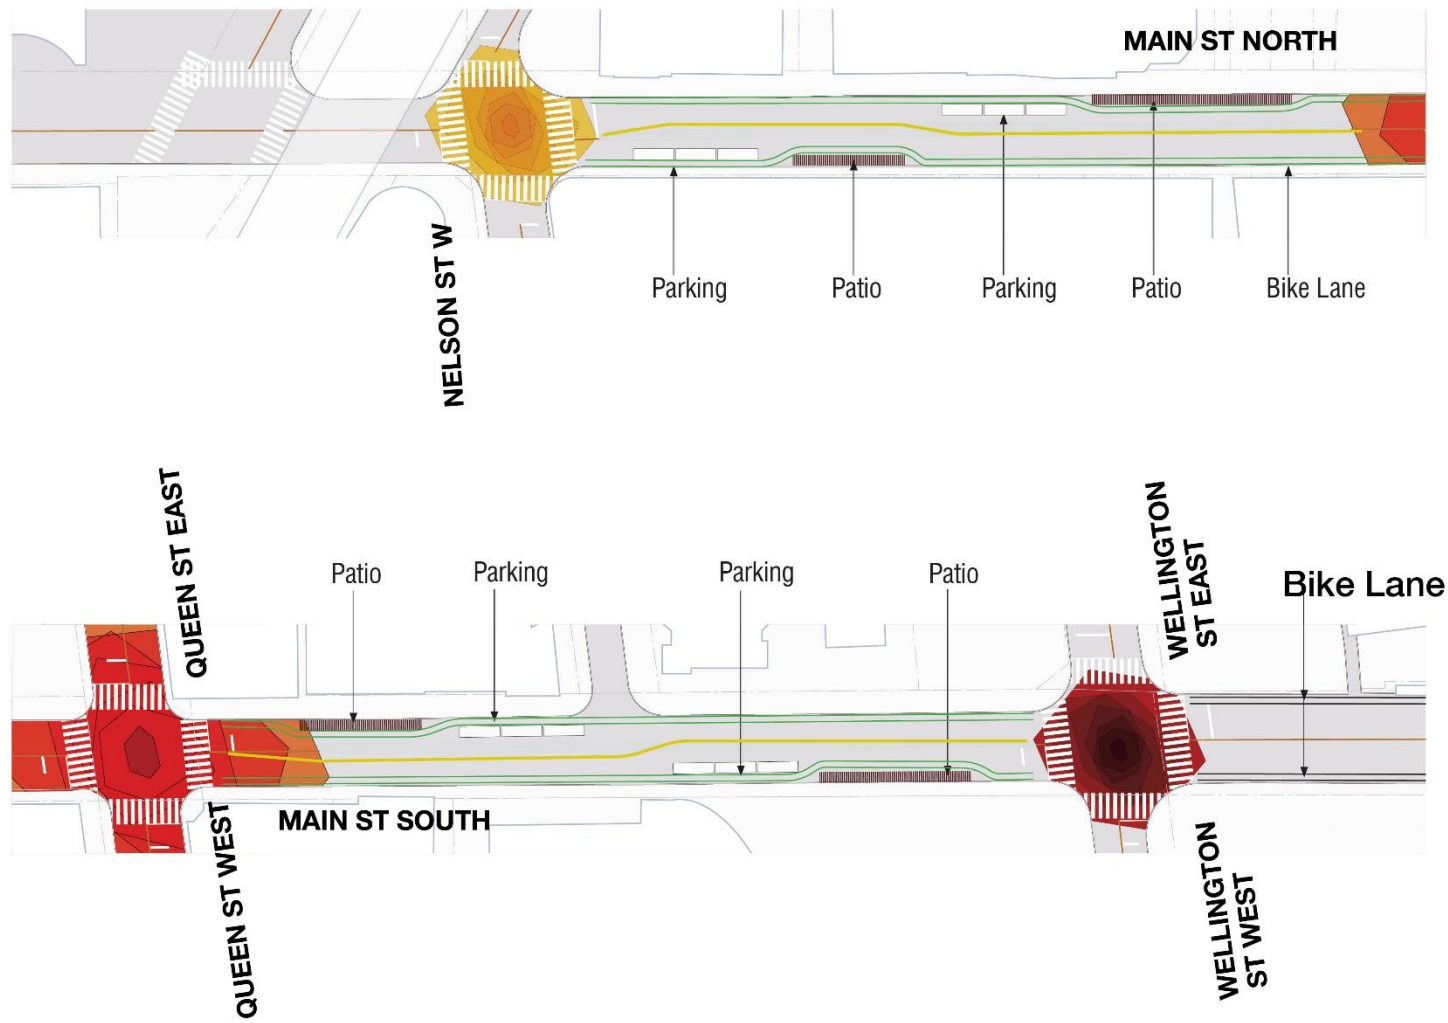 MAIN ST NORTH
NELSON ST W
Parking
Patio
Parking
Patio
Bike Lane
QUEEN ST EAST
Patio
Parking
Parking
Patio
WELLINGTON
ST EAST
Bike Lane
MAIN ST SOUTH
QUEEN ST WEST
WELLINGTON
ST WEST